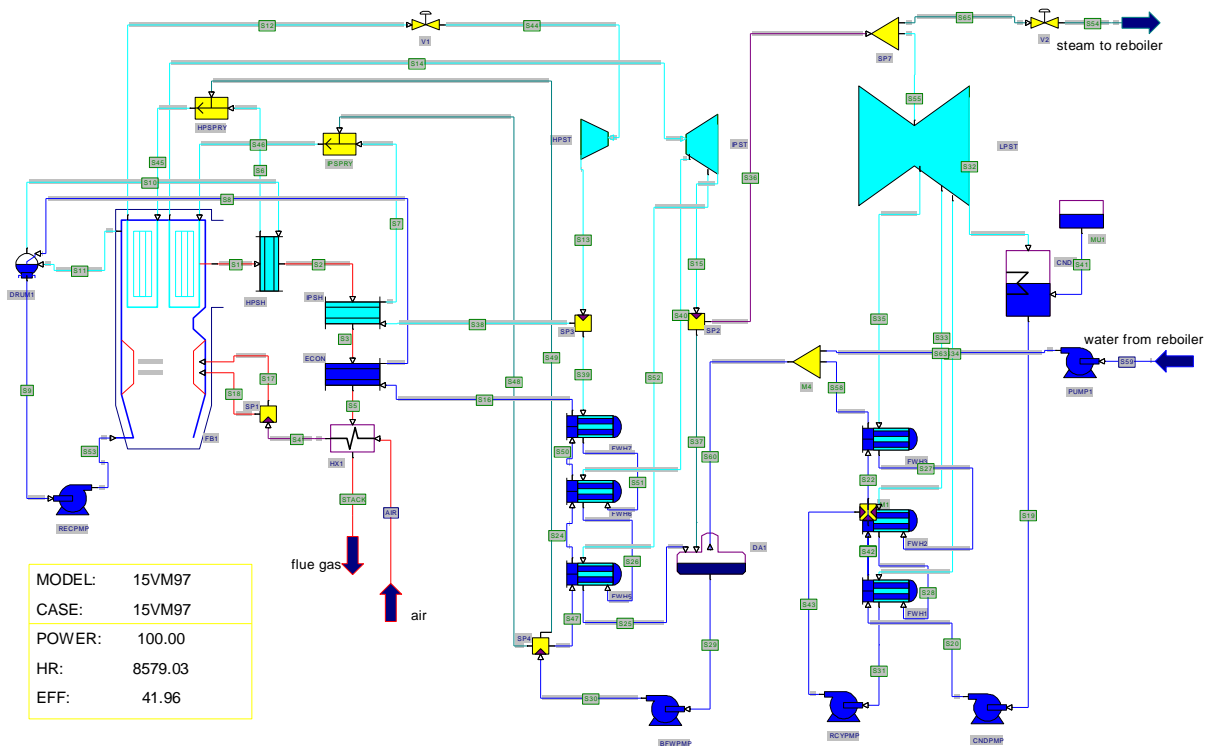 S12
V1
S44
S65
V2
S54
steam to reboiler
SP7
S14
S55
HPSPRY
HPST
IPST
LPST
S45
S46
IPSPRY
S6
S10
S8
S7
S36
S32
MU1
S13
S15
CND
S41
S11
S1
S2
DRUM1
HPSH
IPSH
S38
SP3
S40
SP2
S35
S33
S63
S34
S3
ECON
S49
S48
S39
S52
water from reboiler
S59
PUMP1
M4
S58
S9
S17
S18
SP1
S5
S16
S4
HX1
FB1
S53
FWH7
S50
S51
S37
S60
FWH3
S27
S22
RECPMP
STACK
AIR
FWH6
S24
S26
M1
FWH2
S19
DA1
S42
flue gas
air
FWH5
S28
FWH1
S43
SP4
S47
S25
S29
S31
S20
S30
BFWPMP
RCYPMP
CNDPMP
MODEL: 15VM97
CASE: 15VM97
POWER: 100.00
HR: 8579.03
EFF: 41.96